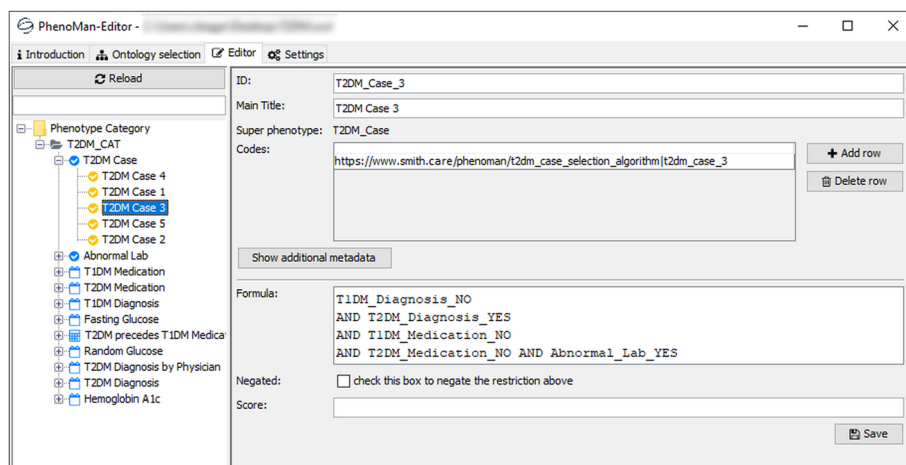 PhenoMan-Editor -
Introduction Ontology selection Editor Settings
Reload
Phenotype Category
T2DM_CAT
T2DM Case
T2DM Case 4
T2DM Case 1
T2DM Case 3
T2DM Case 5
T2DM Case 2
Abnormal Lab
T1DM Medication
T2DM Medication
T1DM Diagnosis
Fasting Glucose
T2DM precedes T1DM Medica
Random Glucose
T2DM Diagnosis by Physician
T2DM Diagnosis
Hemoglobin A1c
ID: T2DM_Case_3
Main Title: T2DM Case 3
Super phenotype: T2DM_Case
Codes:
https://www.smith.care/phenoman/t2dm_case_selection_algorithm|t2dm_case_3
Add row
Delete row
Show additional metadata
Formula:
T1DM_Diagnosis_NO
AND T2DM_Diagnosis_YES
AND T1DM_Medication_NO
AND T2DM_Medication_NO AND Abnormal_Lab_YES
Negated: check this box to negate the restriction above
Score:
Save